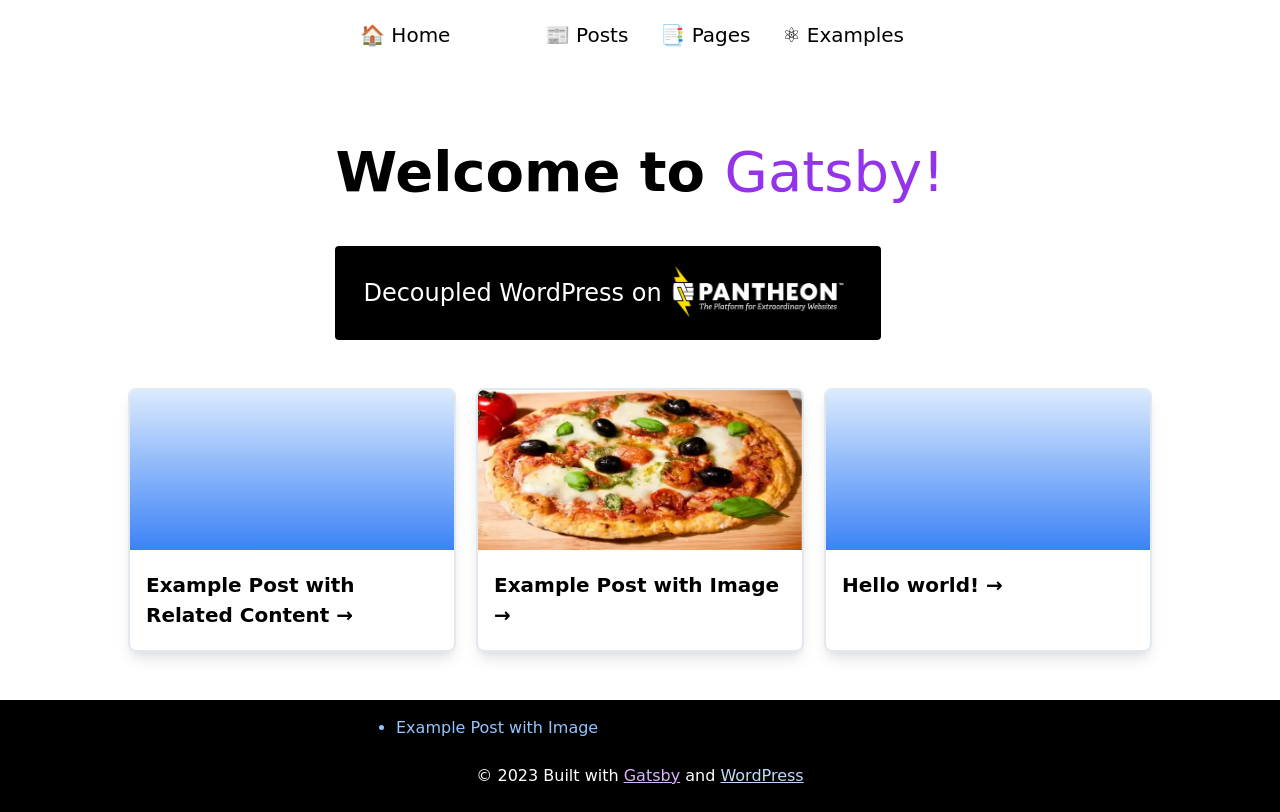 🏠 Home 📰 Posts 📑 Pages ⚛ Examples
Welcome to Gatsby!
Decoupled WordPress on PANTHEON™
The Platform for Extraordinary Websites
Example Post with
Related Content →
Example Post with Image
→
Hello world! →
• Example Post with Image
© 2023 Built with Gatsby and WordPress